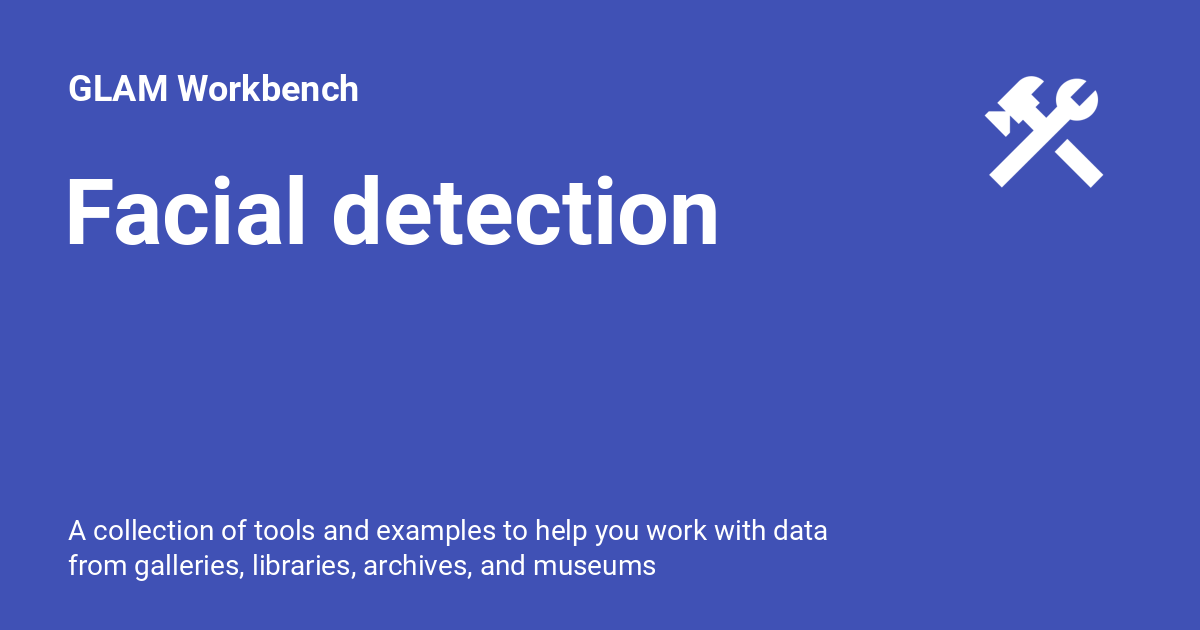 GLAM Workbench
Facial detection
A collection of tools and examples to help you work with data
from galleries, libraries, archives, and museums